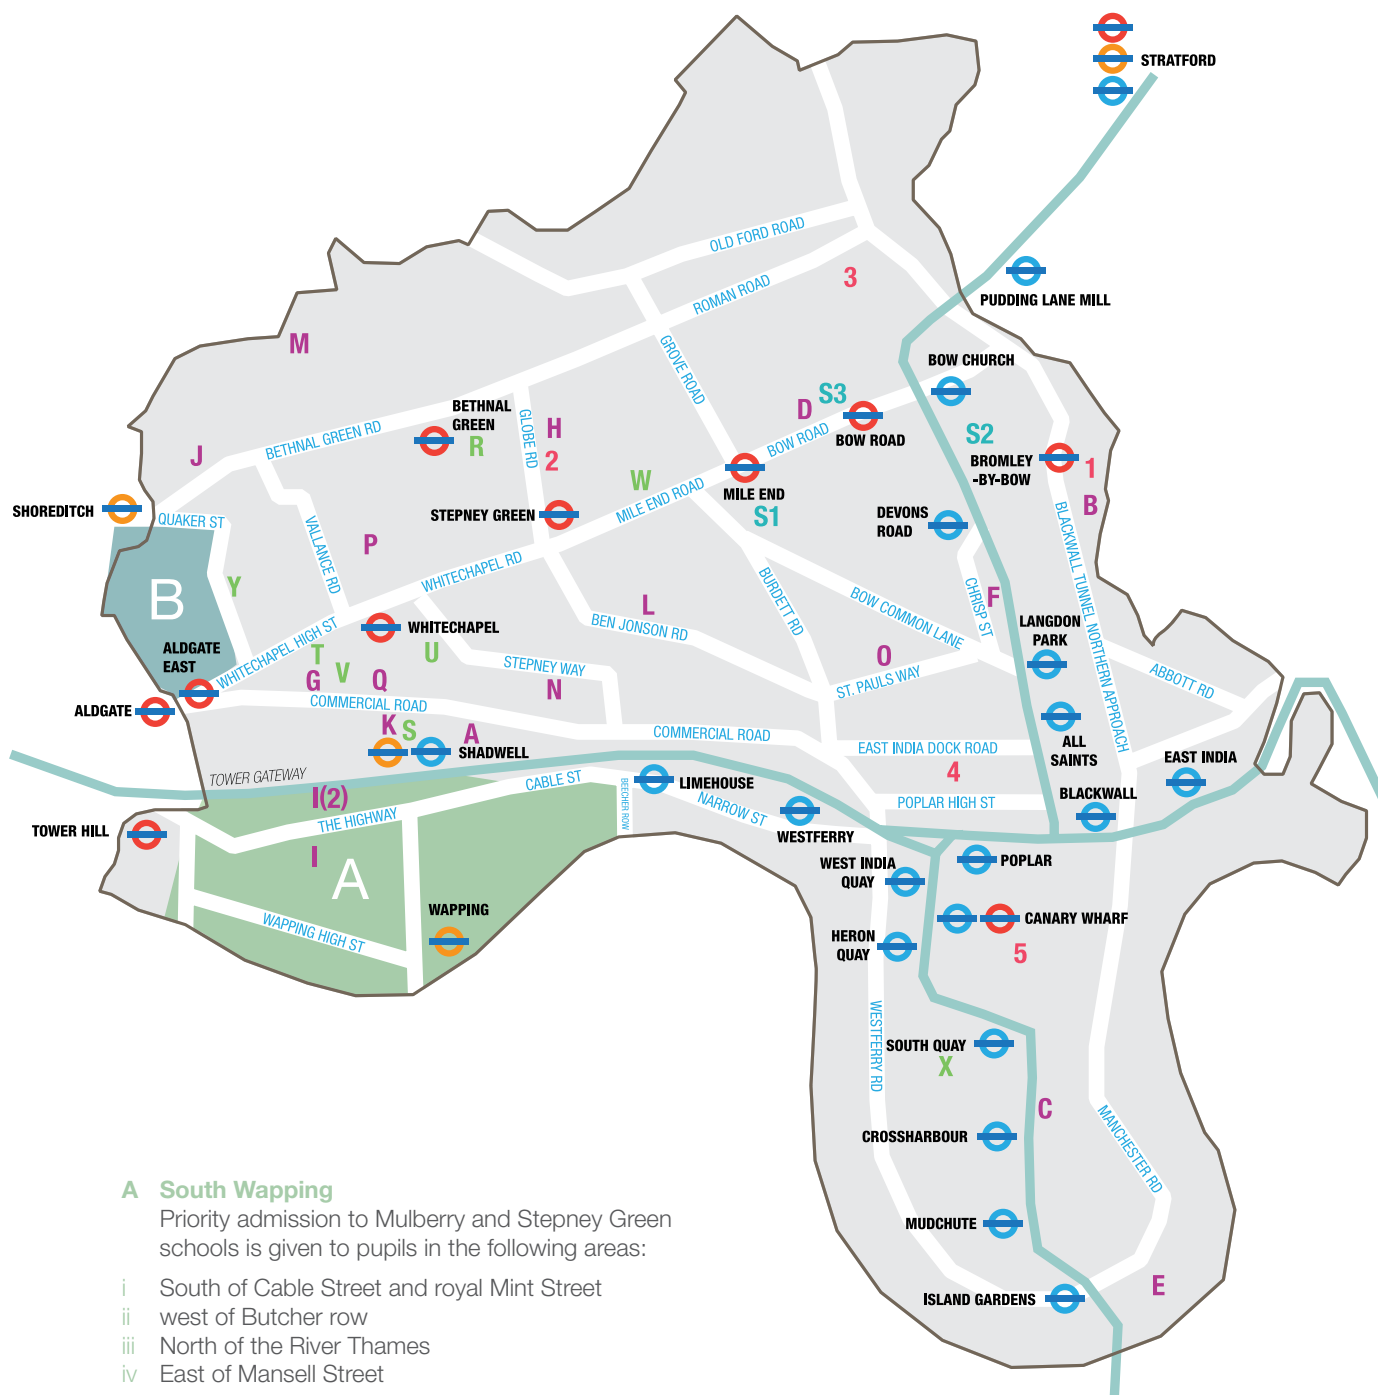 STRATFORD
OLD FORD ROAD
ROMAN ROAD
3
PUDDING LANE MILL
M
GROVE ROAD
BOW CHURCH
BETHNAL
GREEN
R
BETHNAL GREEN RD
GLOBE RD
H
2
D
S3
BOW ROAD
BOW ROAD
S2
BROMLEY
-BY-BOW
1
B
J
W
MILE END
S1
MILE END ROAD
SHOREDITCH
QUAKER ST
VALLANCE RD
STEPNEY GREEN
DEVONS
ROAD
BLACKWALL TUNNEL NORTHERN APPROACH
P
WHITECHAPEL RD
B
Y
BURDETT RD
BOW COMMON LANE
CHRISP ST
F
L
BEN JONSON RD
LANGDON
PARK
WHITECHAPEL
WHITECHAPEL HIGH ST
ALDGATE
EAST
T
V
U
G
Q
STEPNEY WAY
N
O
ST. PAULS WAY
ABBOTT RD
ALDGATE
COMMERCIAL ROAD
K
S
A
SHADWELL
COMMERCIAL ROAD
EAST INDIA DOCK ROAD
ALL
SAINTS
EAST INDIA
TOWER GATEWAY
I(2)
CABLE ST
BEECHER ROW
LIMEHOUSE
4
NARROW ST
POPLAR HIGH ST
BLACKWALL
TOWER HILL
THE HIGHWAY
WESTFERRY
I
A
WEST INDIA
QUAY
POPLAR
WAPPING
WAPPING HIGH ST
CANARY WHARF
HERON
QUAY
5
WESTFERRY RD
SOUTH QUAY
X
C
MANCHESTER RD
CROSSHARBOUR
MUDCHUTE
ISLAND GARDENS
E
A South Wapping
Priority admission to Mulberry and Stepney Green
schools is given to pupils in the following areas:
i South of Cable Street and royal Mint Street
ii west of Butcher row
iii North of the River Thames
iv East of Mansell Street